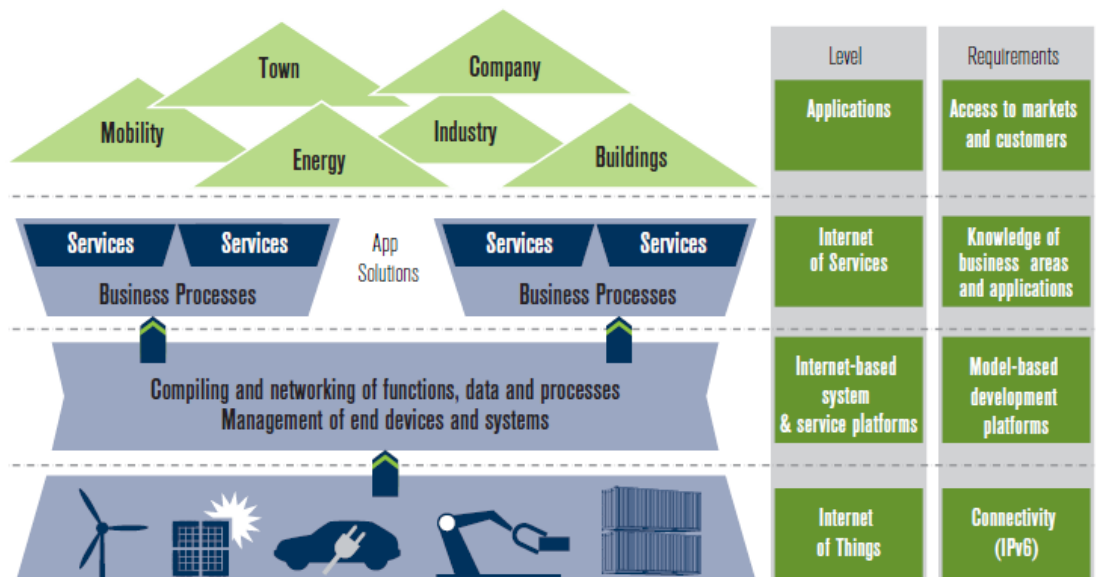 Town
Company
Mobility
Industry
Energy
Buildings
Level
Requirements
Applications
Access to markets
and customers
Services
Services
App
Solutions
Services
Services
Business Processes
Business Processes
Internet
of Services
Knowledge of
business areas
and applications
Compiling and networking of functions, data and processes
Management of end devices and systems
Internet-based
system
& service platforms
Model-based
development
platforms
Internet
of Things
Connectivity
(IPv6)